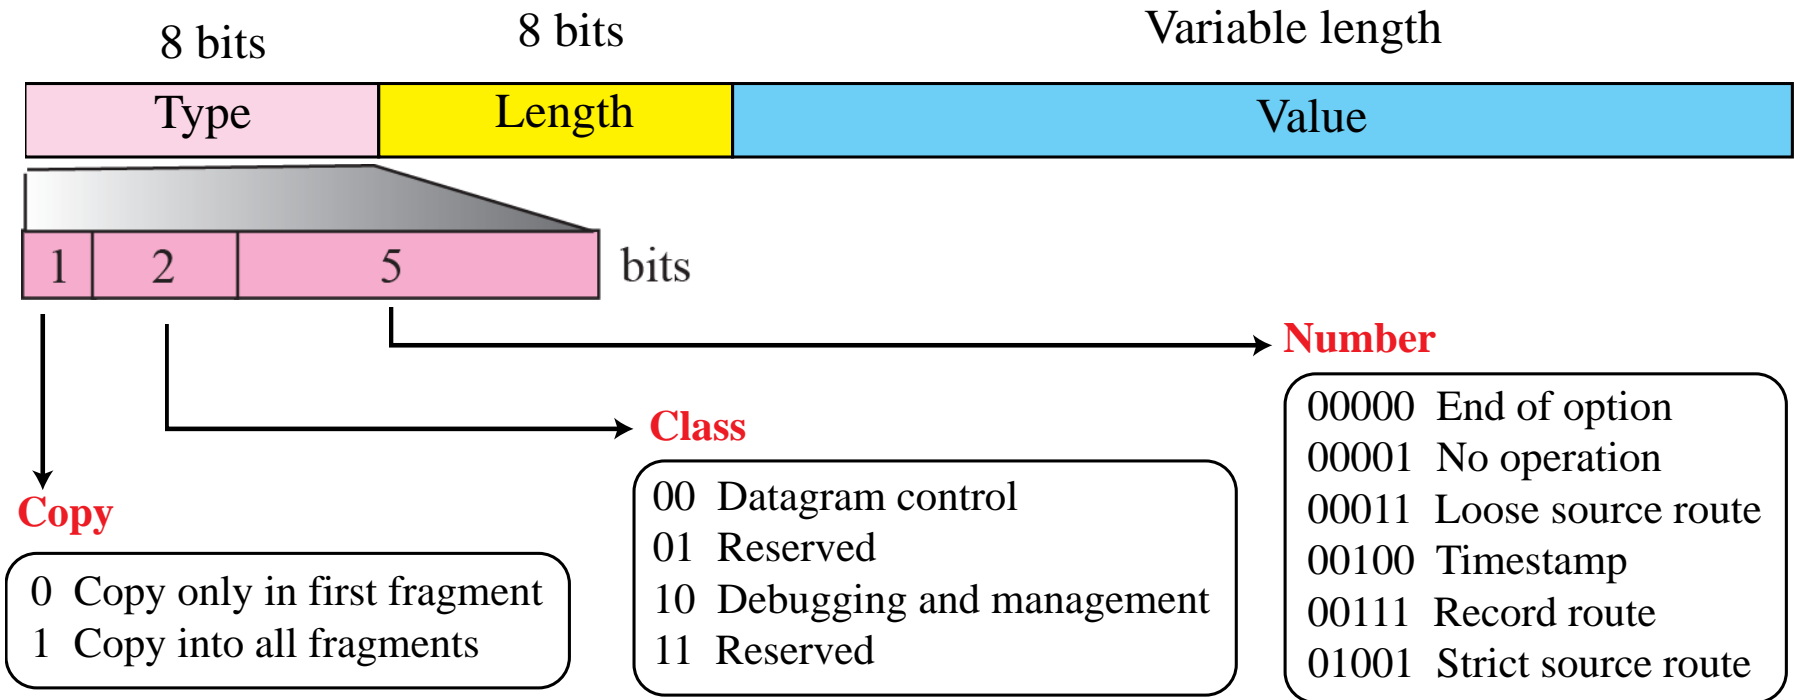 8 bits 8 bits Variable length
Type Length Value
1 2 5 bits
Number
00000 End of option
00001 No operation
00011 Loose source route
00100 Timestamp
00111 Record route
01001 Strict source route
Class
00 Datagram control
01 Reserved
10 Debugging and management
11 Reserved
Copy
0 Copy only in first fragment
1 Copy into all fragments